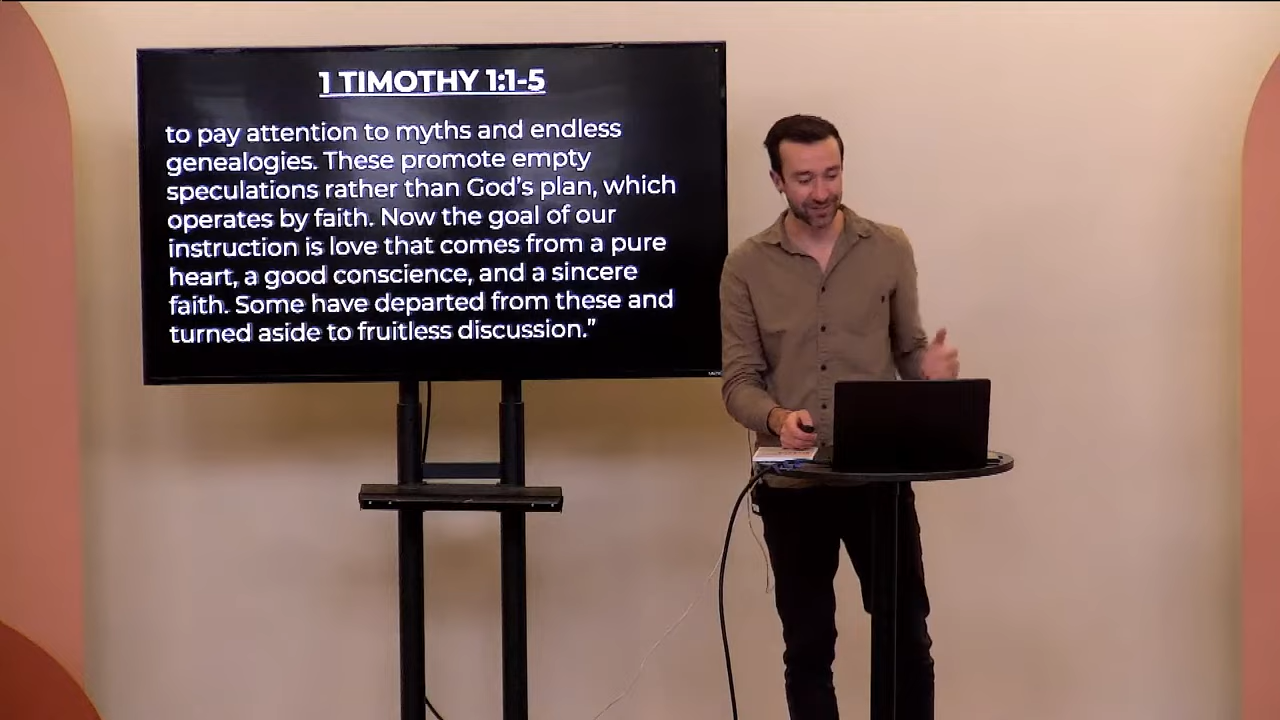 1 TIMOTHY 1:1-5
to pay attention to myths and endless
genealogies. These promote empty
speculations rather than God's plan, which
operates by faith. Now the goal of our
instruction is love that comes from a pure
heart, a good conscience, and a sincere
faith. Some have departed from these and
turned aside to fruitless discussion.”